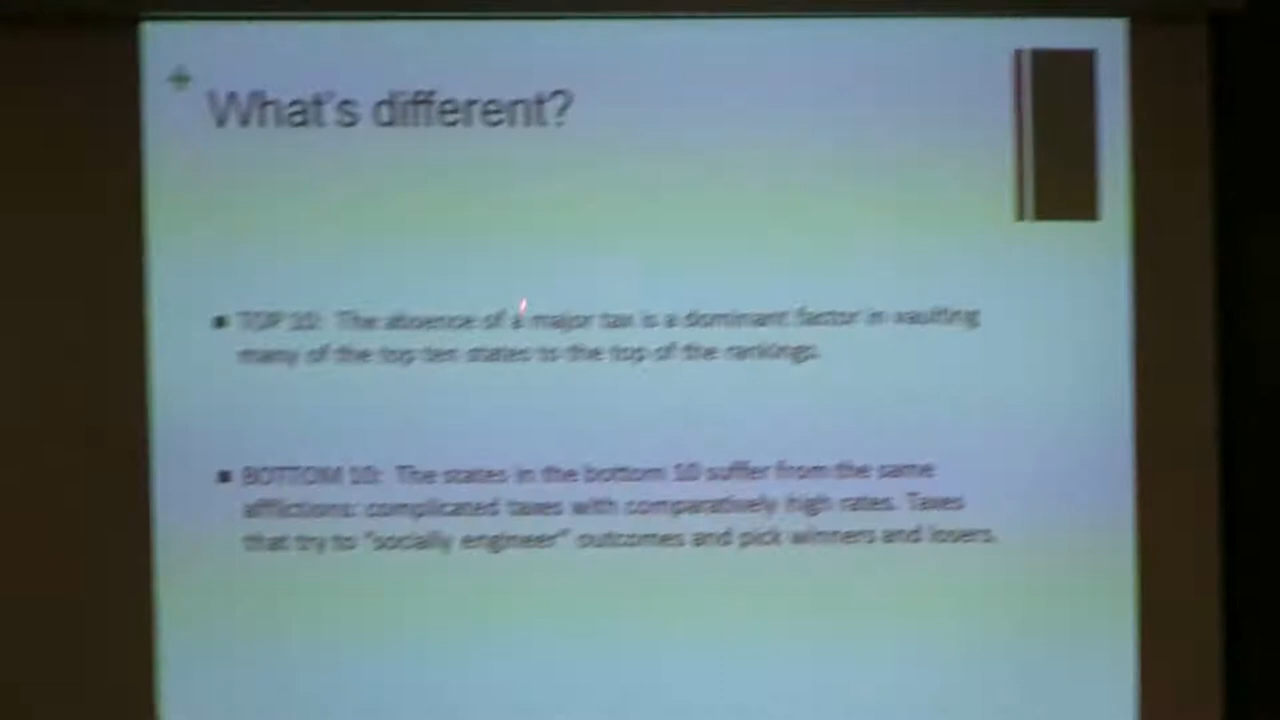 What's different?
TOP 10: The absence of a major tax is a dominant factor in vaulting
many of the top ten states to the top of the rankings.
BOTTOM 10: The states in the bottom 10 suffer from the same
afflictions: complicated taxes with comparatively high rates. Taxes
that try to "socially engineer" outcomes and pick winners and losers.